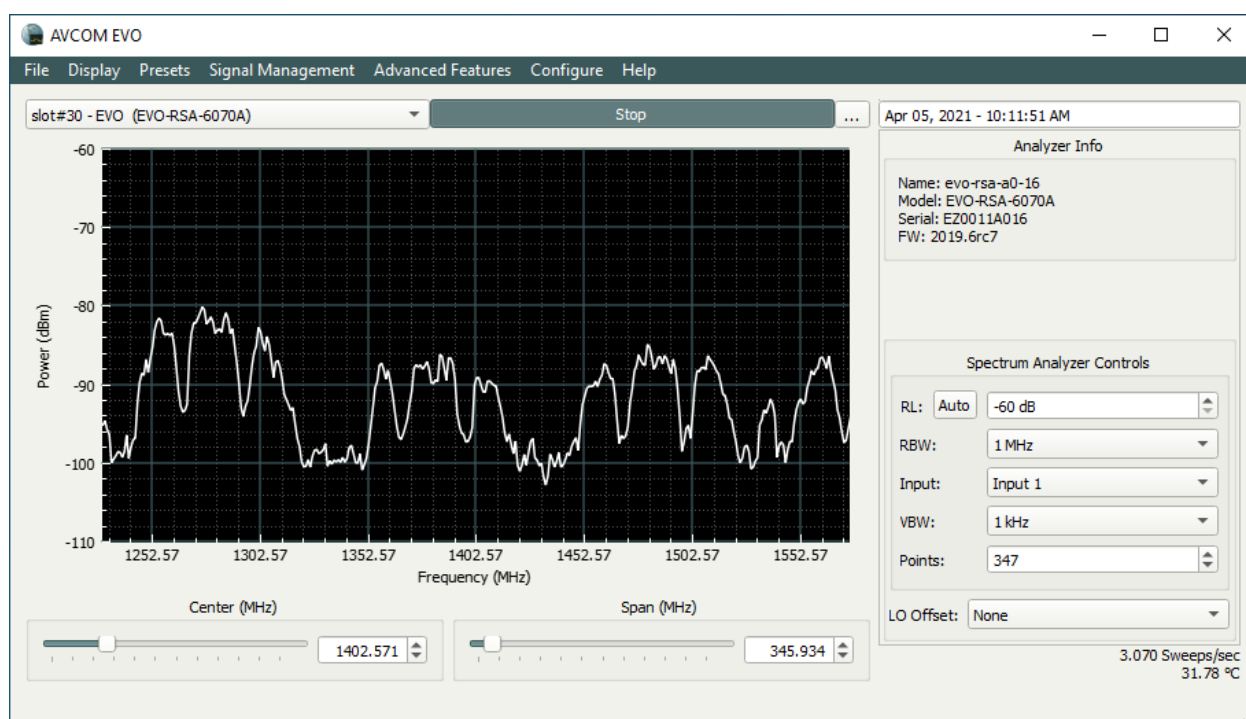 AVCOM EVO
File Display Presets Signal Management Advanced Features Configure Help
slot#30 - EVO (EVO-RSA-6070A)
Stop
...
Apr 05, 2021 - 10:11:51 AM
Analyzer Info
Name: evo-rsa-a0-16
Model: EVO-RSA-6070A
Serial: EZ0011A016
FW: 2019.6rc7
Power (dBm)
-60
-70
-80
-90
-100
-110
1252.57 1302.57 1352.57 1402.57 1452.57 1502.57 1552.57
Frequency (MHz)
Spectrum Analyzer Controls
RL: Auto -60 dB
RBW: 1 MHz
Input: Input 1
VBW: 1 kHz
Points: 347
LO Offset: None
Center (MHz)
1402.571
Span (MHz)
345.934
3.070 Sweeps/sec
31.78 ºC